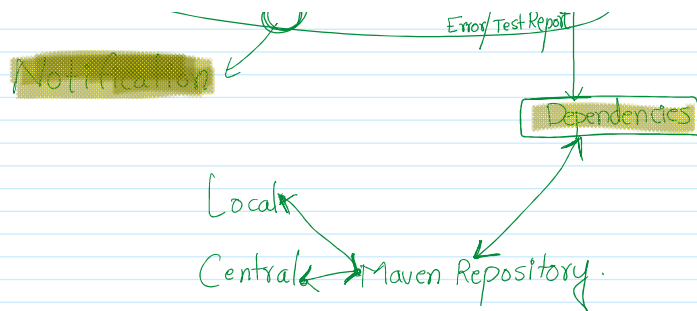 Error/Test Report
Notification
Dependencies
Local
Central Maven Repository.